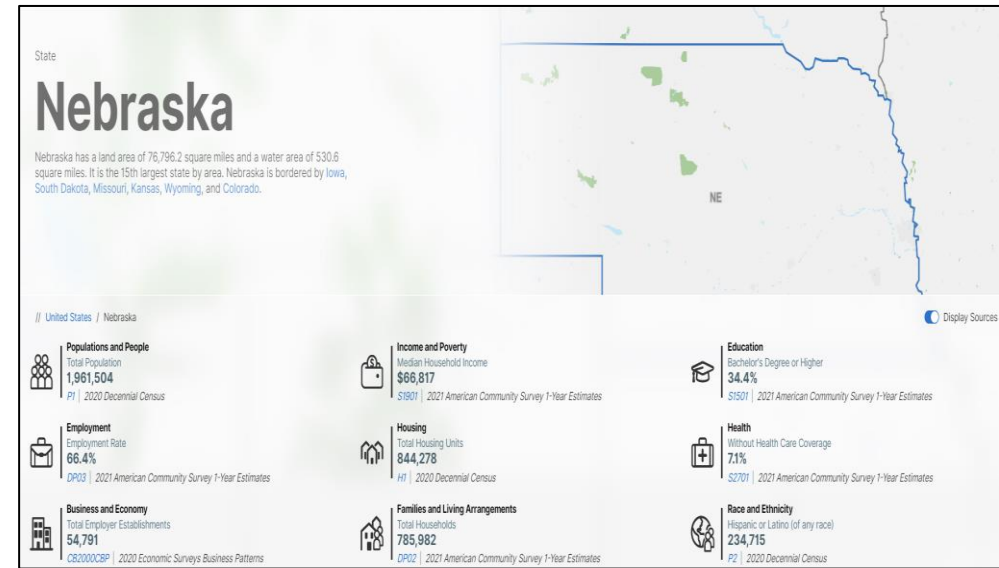 State
Nebraska
Nebraska has a land area of 76,796.2 square miles and a water area of 530.6
square miles. It is the 15th largest state by area. Nebraska is bordered by Iowa,
South Dakota, Missouri, Kansas, Wyoming, and Colorado.
NE
// United States / Nebraska
Display Sources
Populations and People
Total Population
1,961,504
P1 | 2020 Decennial Census
Income and Poverty
Median Household Income
$66,817
S1901 | 2021 American Community Survey 1-Year Estimates
Education
Bachelor's Degree or Higher
34.4%
S1501 | 2021 American Community Survey 1-Year Estimates
Employment
Employment Rate
66.4%
DP03 | 2021 American Community Survey 1-Year Estimates
Housing
Total Housing Units
844,278
H1 | 2020 Decennial Census
Health
Without Health Care Coverage
7.1%
S2701 | 2021 American Community Survey 1-Year Estimates
Business and Economy
Total Employer Establishments
54,791
CB2000CBP | 2020 Economic Surveys Business Patterns
Families and Living Arrangements
Total Households
785,982
DP02 | 2021 American Community Survey 1-Year Estimates
Race and Ethnicity
Hispanic or Latino (of any race)
234,715
P2 | 2020 Decennial Census